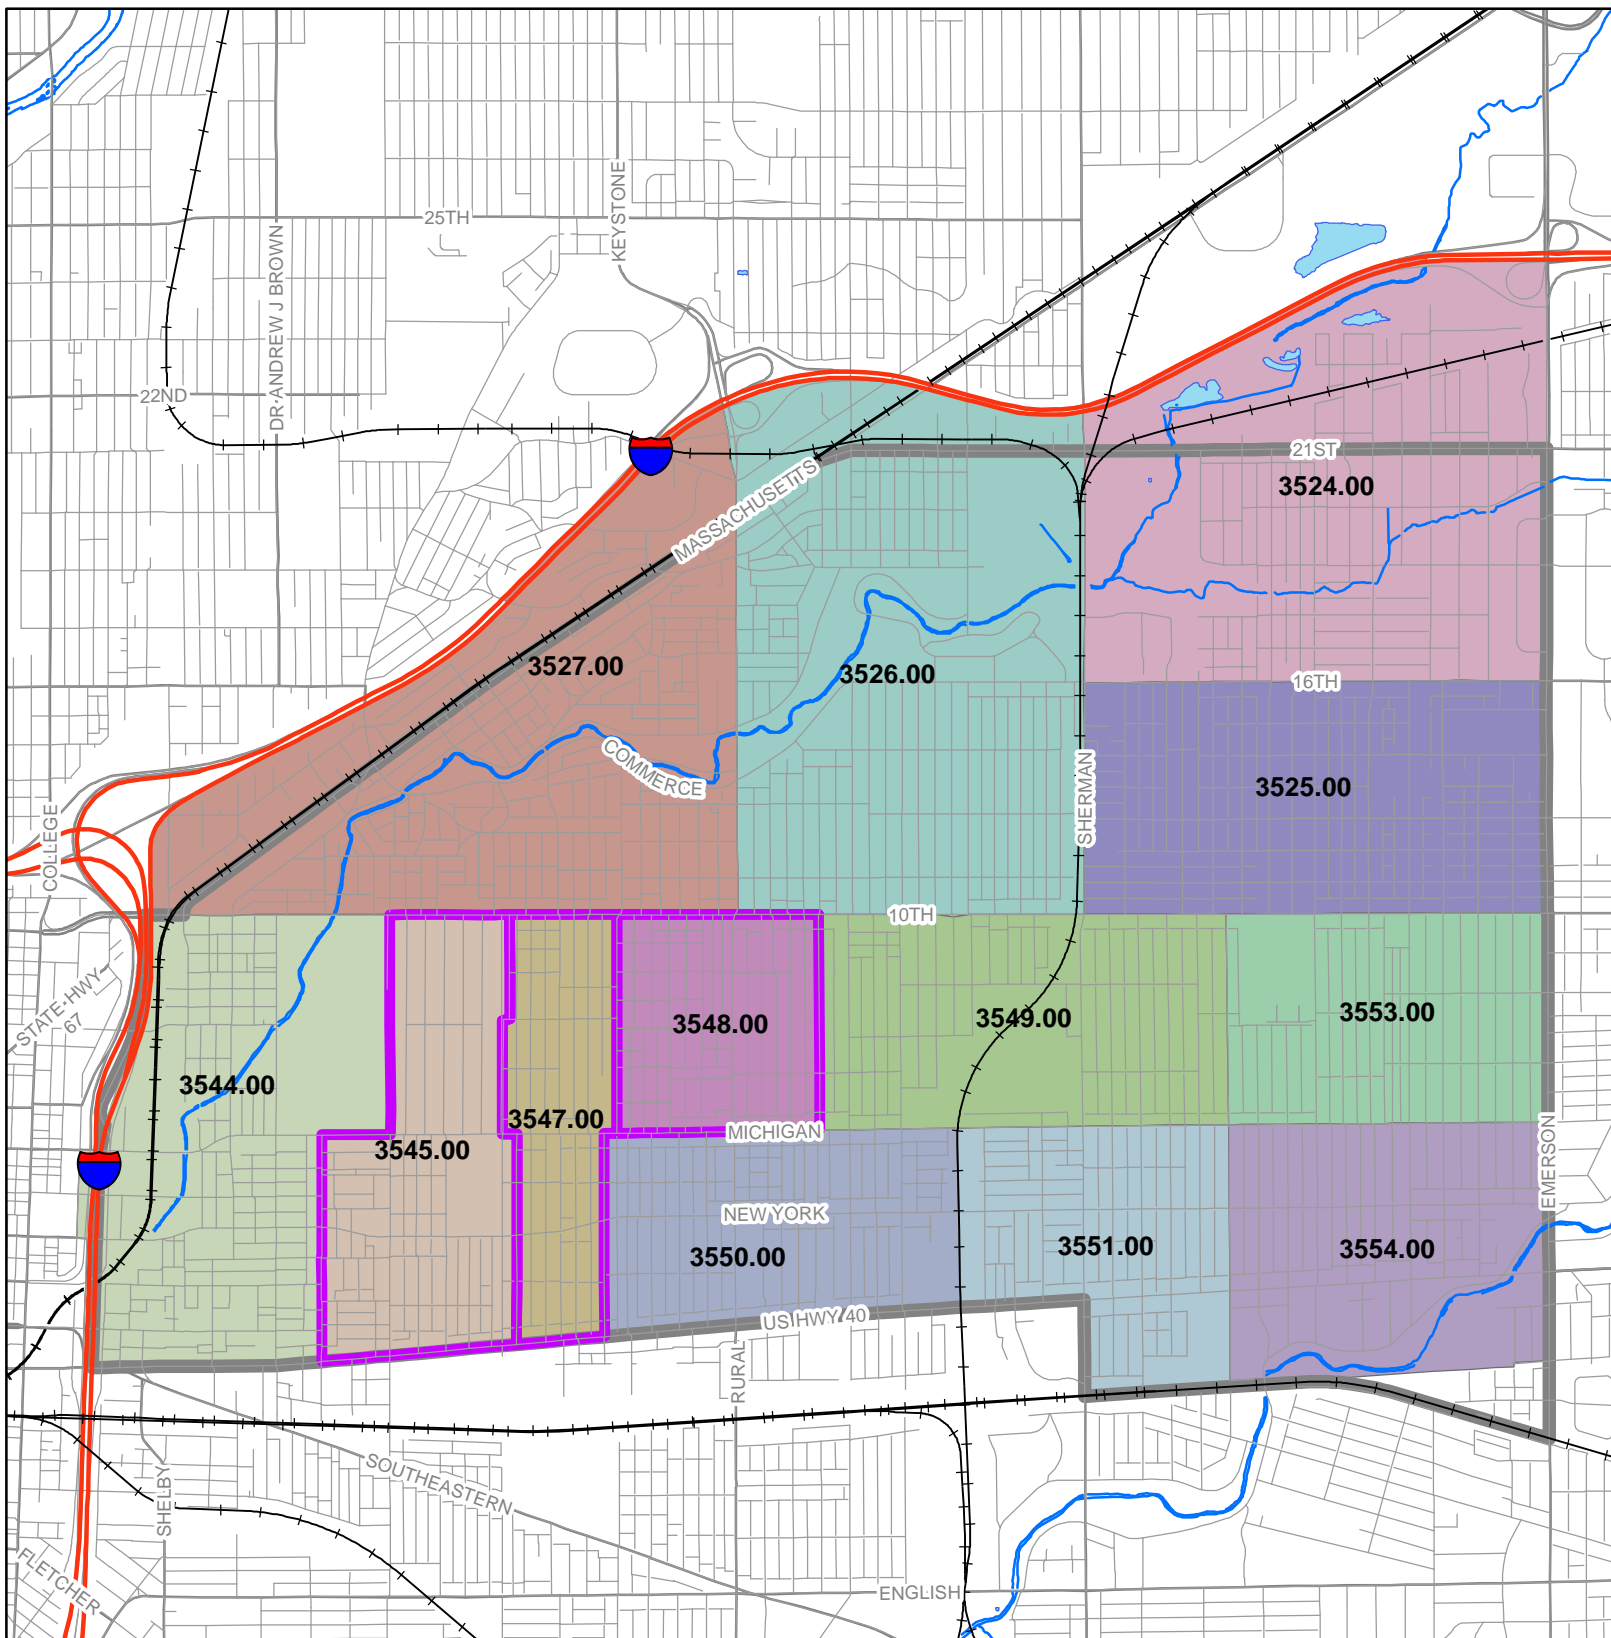 KEYSTONE
25TH
DR ANDREW J BROWN
22ND
21ST
MASSACHUSETTS
3524.00
3527.00
3526.00
16TH
COMMERCE
3525.00
SHERMAN
COLLEGE
10TH
STATE HWY
67
3548.00
3549.00
3553.00
3544.00
3547.00
MICHIGAN
3545.00
EMERSON
NEW YORK
3550.00
3551.00
3554.00
US HWY 40
RURAL
SOUTHEASTERN
SHELBY
FLETCHER
ENGLISH